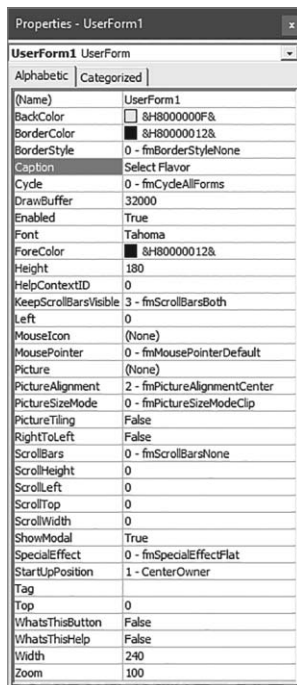 Properties - UserForm1 x
UserForm1 UserForm
Alphabetic Categorized
(Name) UserForm1
BackColor &H8000000F&
BorderColor &H80000012&
BorderStyle 0 - fmBorderStyleNone
Caption Select Flavor
Cycle 0 - fmCycleAllForms
DrawBuffer 32000
Enabled True
Font Tahoma
ForeColor &H80000012&
Height 180
HelpContextID 0
KeepScrollBarsVisible 3 - fmScrollBarsBoth
Left 0
MouseIcon (None)
MousePointer 0 - fmMousePointerDefault
Picture (None)
PictureAlignment 2 - fmPictureAlignmentCenter
PictureSizeMode 0 - fmPictureSizeModeClip
PictureTiling False
RightToLeft False
ScrollBars 0 - fmScrollBarsNone
ScrollHeight 0
ScrollLeft 0
ScrollTop 0
ScrollWidth 0
ShowModal True
SpecialEffect 0 - fmSpecialEffectFlat
StartUpPosition 1 - CenterOwner
Tag
Top 0
WhatsThisButton False
WhatsThisHelp False
Width 240
Zoom 100